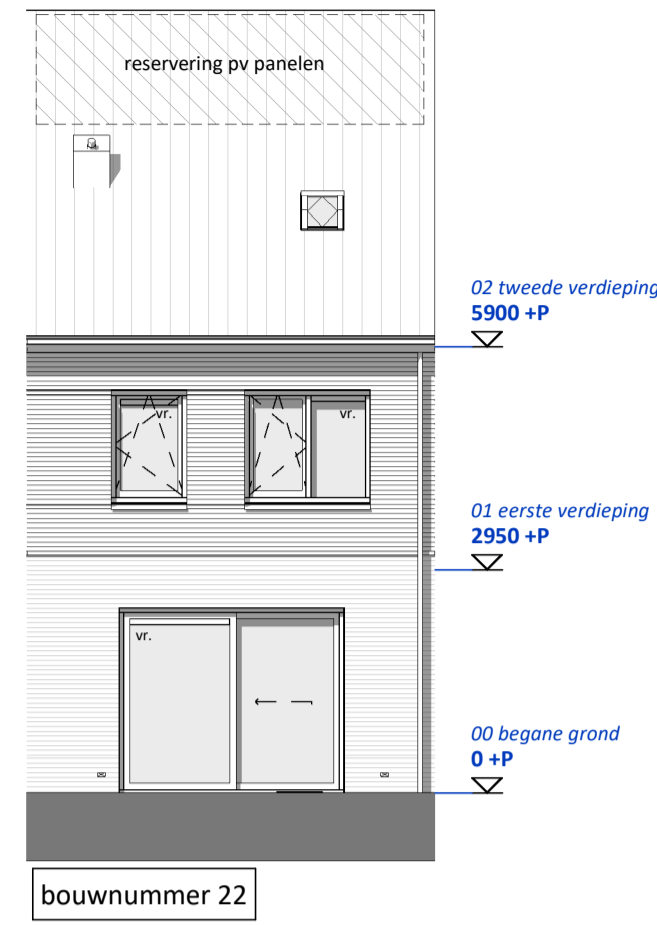 reservering pv panelen
02 tweede verdieping
5900 +P
vr.
vr.
01 eerste verdieping
2950 +P
vr.
00 begane grond
0 +P
bouwnummer 22